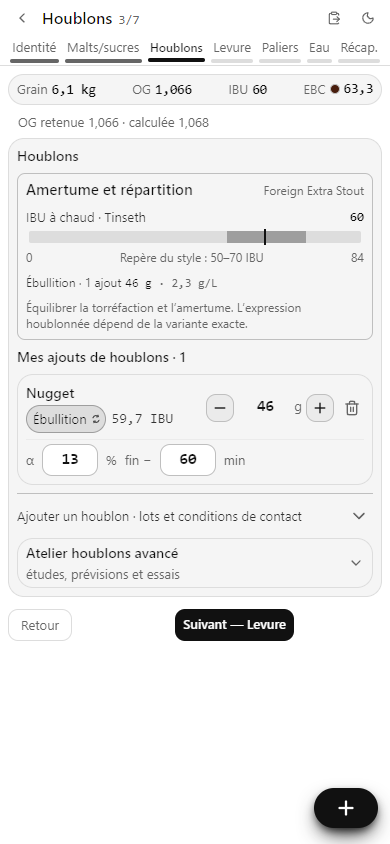 Houblons 3/7
Identité Malts/sucres Houblons Levure Paliers Eau Récap.
Grain 6,1 kg OG 1,066 IBU 60 EBC 63,3
OG retenue 1,066 · calculée 1,068
Houblons
Amertume et répartition Foreign Extra Stout
IBU à chaud · Tinseth 60
0 Repère du style : 50–70 IBU 84
Ébullition · 1 ajout 46 g · 2,3 g/L
Équilibrer la torréfaction et l’amertume. L’expression
houblonnée dépend de la variante exacte.
Mes ajouts de houblons · 1
Nugget
Ébullition 59,7 IBU − 46 g +
α 13 % fin − 60 min
Ajouter un houblon · lots et conditions de contact
Atelier houblons avancé
études, prévisions et essais
Retour Suivant — Levure
+